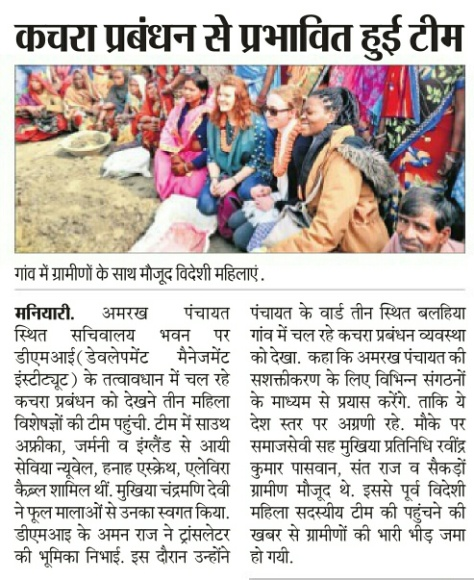 कचरा प्रबंधन से प्रभावित हुई टीम
गांव में ग्रामीणों के साथ मौजूद विदेशी महिलाएं .
मनियारी. अमरख पंचायत
स्थित सचिवालय भवन पर
डीएमआई(डेवलेपमेंट मैनेजमेंट
इंस्टीट्यूट) के तत्वावधान में चल रहे
कचरा प्रबंधन को देखने तीन महिला
विशेषज्ञों की टीम पहुंची. टीम में साउथ
अफ्रीका, जर्मनी व इंग्लैंड से आयी
सेविया न्यूवेल, हनाह एस्क्रेथ, एलेविरा
कैब्र्ल शामिल थीं. मुखिया चंद्रमणि देवी
ने फूल मालाओं से उनका स्वगत किया.
डीएमआइ के अमन राज ने ट्रांसलेटर
की भूमिका निभाई. इस दौरान उन्होंने
पंचायत के वार्ड तीन स्थित बलहिया
गांव में चल रहे कचरा प्रबंधन व्यवस्था
को देखा. कहा कि अमरख पंचायत की
सशक्तीकरण के लिए विभिन्न संगठनों
के माध्यम से प्रयास करेंगे. ताकि ये
देश स्तर पर अग्रणी रहे. मौके पर
समाजसेवी सह मुखिया प्रतिनिधि रवींद्र
कुमार पासवान, संत राज व सैकड़ों
ग्रामीण मौजूद थे. इससे पूर्व विदेशी
महिला सदस्यीय टीम की पहुंचने की
खबर से ग्रामीणों की भारी भीड़ जमा
हो गयी.